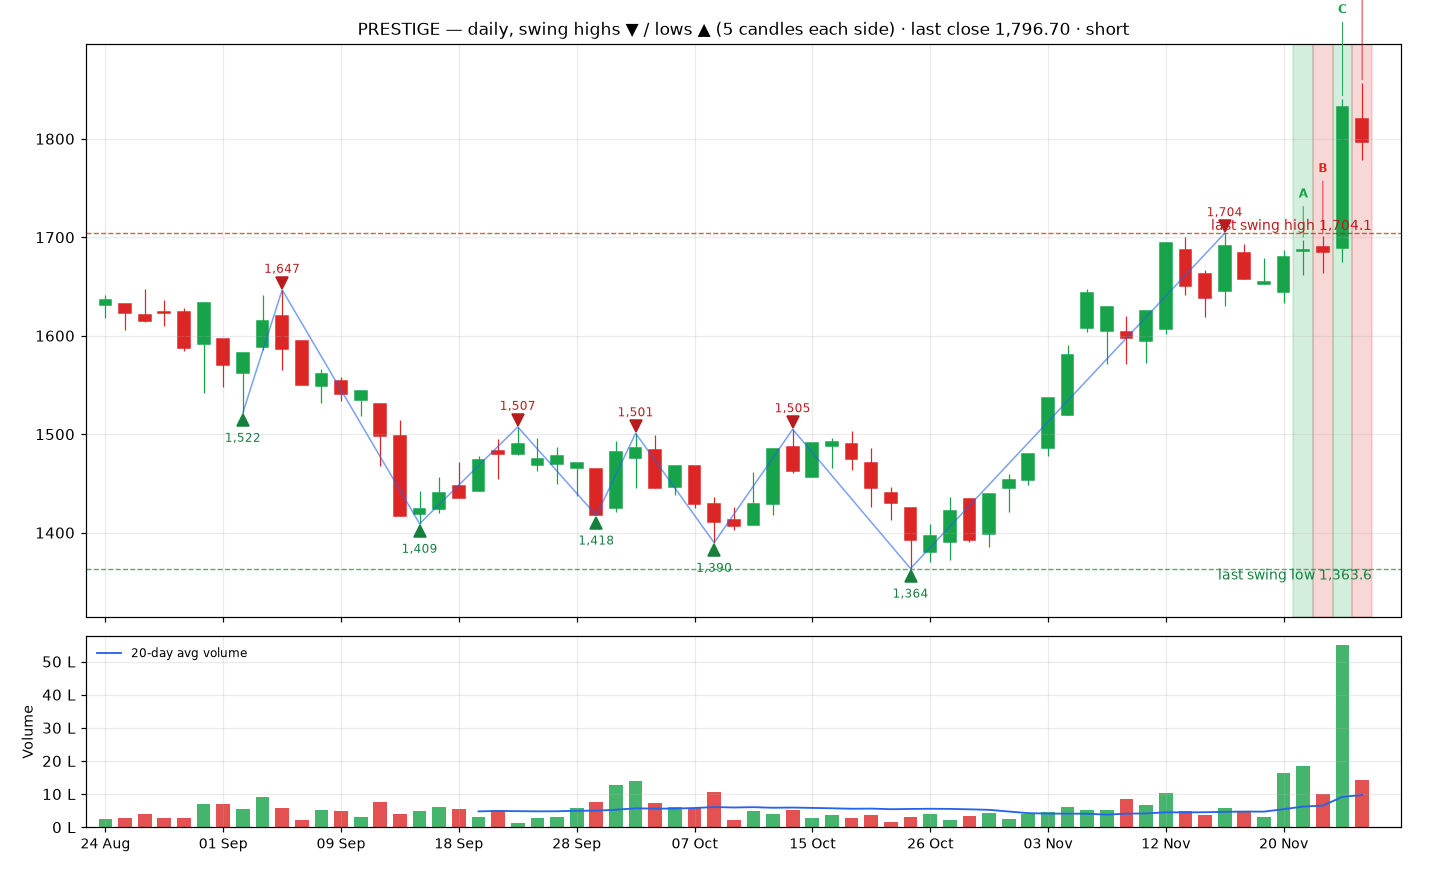 C
PRESTIGE — daily, swing highs ▼ / lows ▲ (5 candles each side) · last close 1,796.70 · short
1800
1700
1600
1500
1400
A
B
1,704
last swing high 1,704.1
1,647
1,522
1,507
1,501
1,505
1,409
1,418
1,390
1,364
last swing low 1,363.6
20-day avg volume
Volume
50 L
40 L
30 L
20 L
10 L
0 L
24 Aug
01 Sep
09 Sep
18 Sep
28 Sep
07 Oct
15 Oct
26 Oct
03 Nov
12 Nov
20 Nov